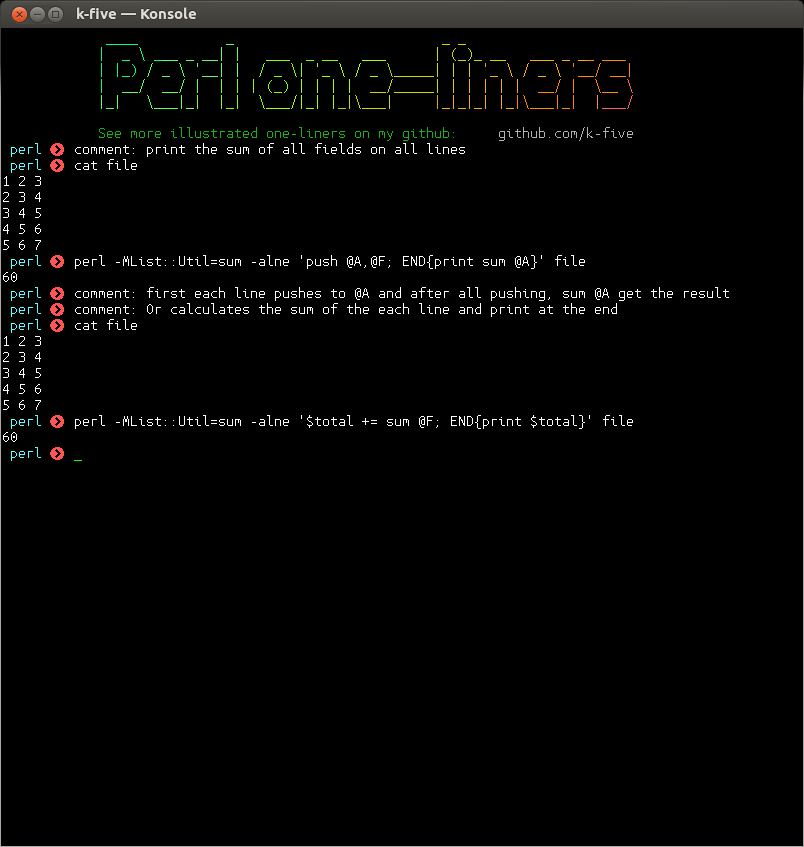 k-five — Konsole
Perl one-liners
See more illustrated one-liners on my github: github.com/k-five
perl comment: print the sum of all fields on all lines
perl cat file
1 2 3
2 3 4
3 4 5
4 5 6
5 6 7
perl perl -MList::Util=sum -alne 'push @A,@F; END{print sum @A}' file
60
perl comment: first each line pushes to @A and after all pushing, sum @A get the result
perl comment: Or calculates the sum of the each line and print at the end
perl cat file
1 2 3
2 3 4
3 4 5
4 5 6
5 6 7
perl perl -MList::Util=sum -alne '$total += sum @F; END{print $total}' file
60
perl _